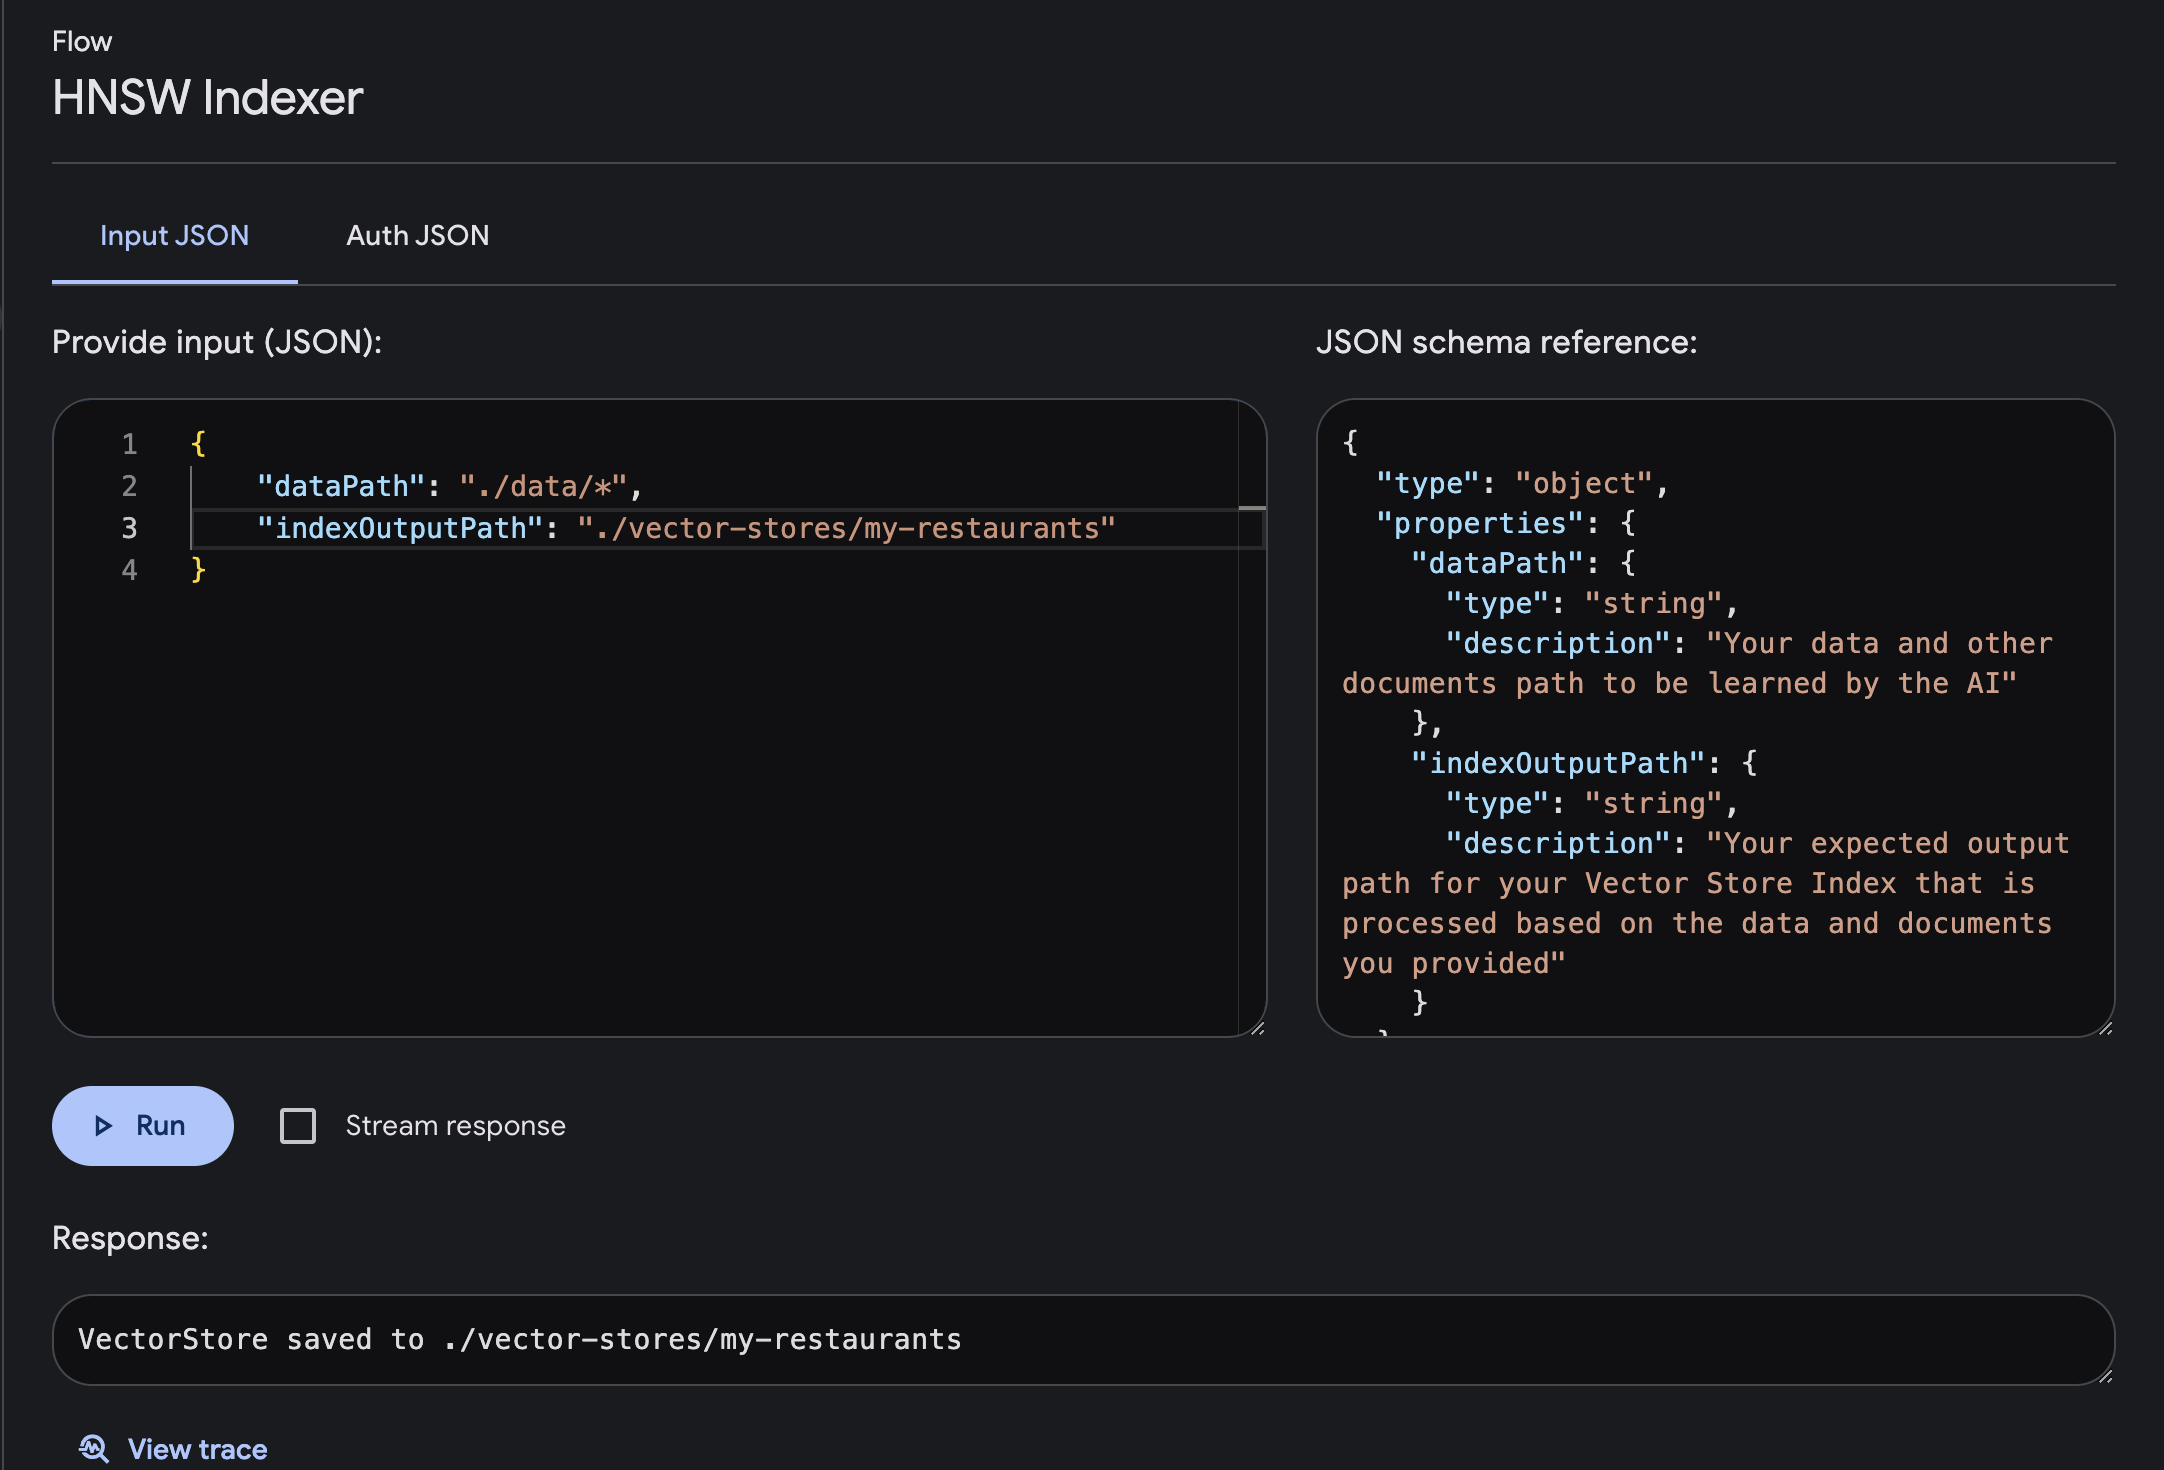 Flow
HNSW Indexer
Input JSON
Auth JSON
Provide input (JSON):
1 {
2 "dataPath": "./data/*",
3 "indexOutputPath": "./vector-stores/my-restaurants"
4 }
JSON schema reference:
{
"type": "object",
"properties": {
"dataPath": {
"type": "string",
"description": "Your data and other
documents path to be learned by the AI"
},
"indexOutputPath": {
"type": "string",
"description": "Your expected output
path for your Vector Store Index that is
processed based on the data and documents
you provided"
}
Run
Stream response
Response:
VectorStore saved to ./vector-stores/my-restaurants
View trace